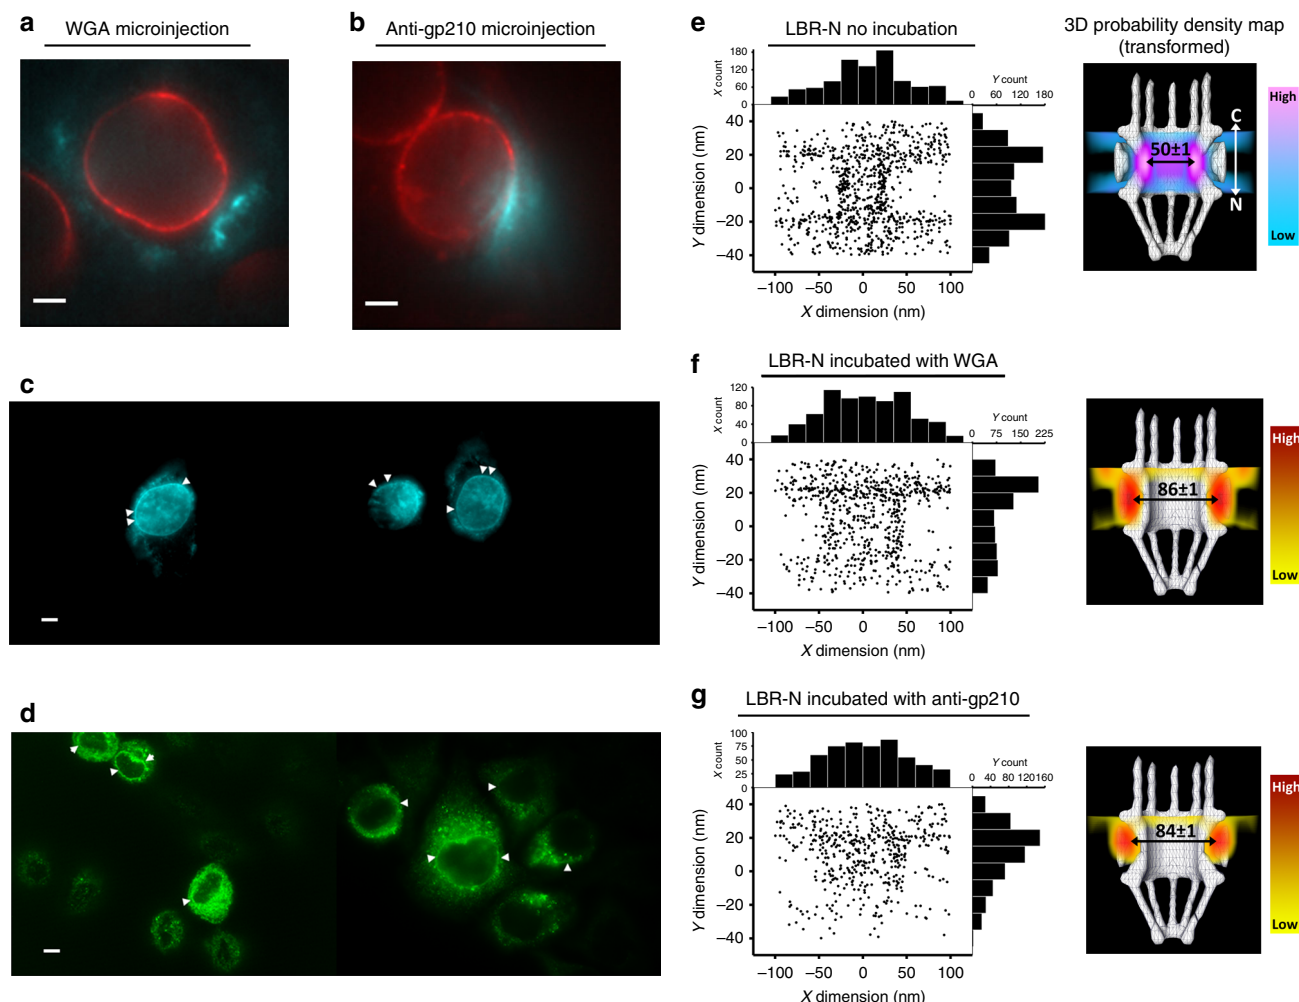 a
WGA microinjection
b
Anti-gp210 microinjection
c
d
e
LBR-N no incubation
3D probability density map
(transformed)
X count
180
120
60
0
Y count
0 60 120 180
Y dimension (nm)
40
20
0
−20
−40
−100 −50 0 50 100
X dimension (nm)
50±1
C
N
High
Low
f
LBR-N incubated with WGA
X count
120
80
40
0
Y count
0 75 150 225
Y dimension (nm)
40
20
0
−20
−40
−100 −50 0 50 100
X dimension (nm)
86±1
High
Low
g
LBR-N incubated with anti-gp210
X count
100
75
50
25
0
Y count
0 40 80 120 160
Y dimension (nm)
40
20
0
−20
−40
−100 −50 0 50 100
X dimension (nm)
84±1
High
Low